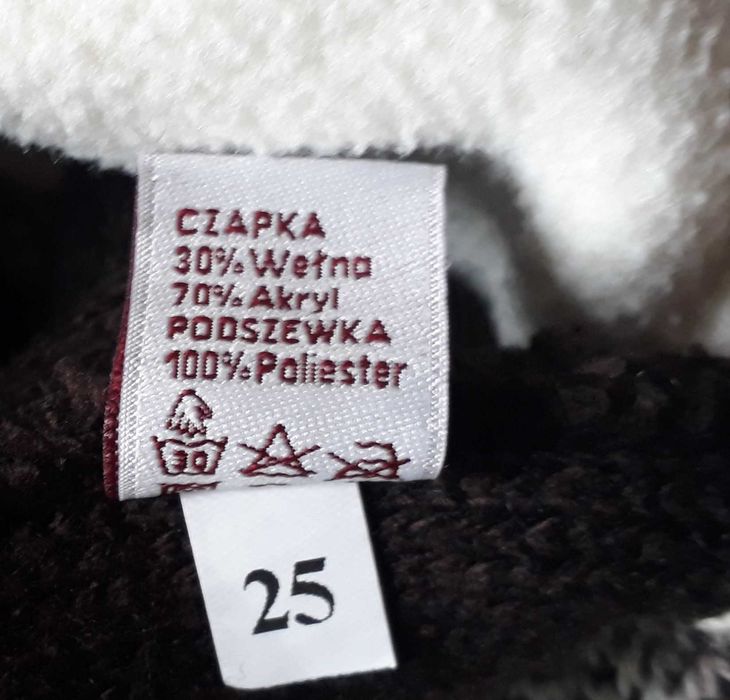 CZAPKA
30% Wełna
70% Akryl
PODSZEWKA
100% Poliester
30
25